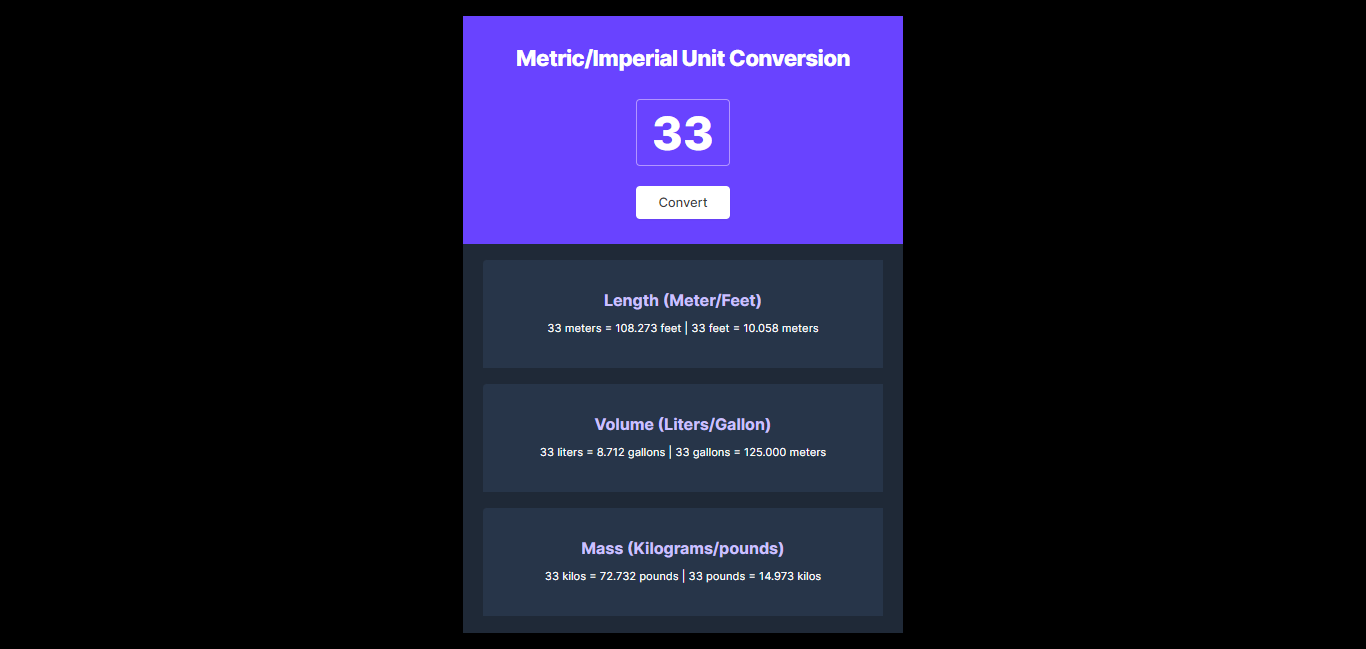 Metric/Imperial Unit Conversion
33
Convert
Length (Meter/Feet)
33 meters = 108.273 feet | 33 feet = 10.058 meters
Volume (Liters/Gallon)
33 liters = 8.712 gallons | 33 gallons = 125.000 meters
Mass (Kilograms/pounds)
33 kilos = 72.732 pounds | 33 pounds = 14.973 kilos